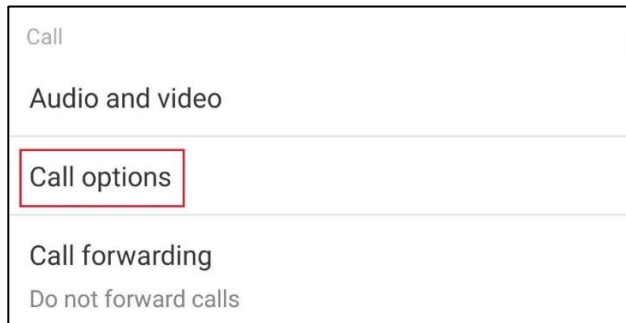 Call
Audio and video
Call options
Call forwarding
Do not forward calls